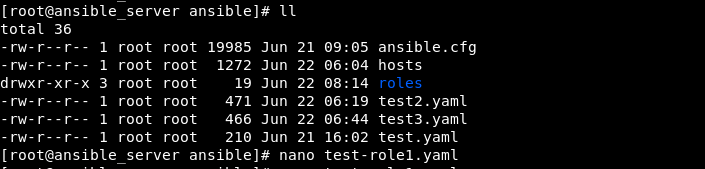 [root@ansible_server ansible]# ll
total 36
-rw-r--r-- 1 root root 19985 Jun 21 09:05 ansible.cfg
-rw-r--r-- 1 root root  1272 Jun 22 06:04 hosts
drwxr-xr-x 3 root root    19 Jun 22 08:14 roles
-rw-r--r-- 1 root root   471 Jun 22 06:19 test2.yaml
-rw-r--r-- 1 root root   466 Jun 22 06:44 test3.yaml
-rw-r--r-- 1 root root   210 Jun 21 16:02 test.yaml
[root@ansible_server ansible]# nano test-role1.yaml